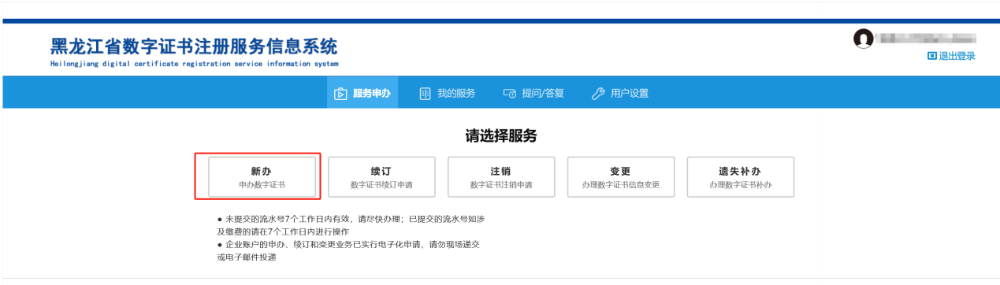 黑龙江省数字证书注册服务信息系统
Heilongjiang digital certificate registration service information system
退出登录
服务申办 我的服务 提问/答复 用户设置
请选择服务
新办 续订 注销 变更 遗失补办
申办数字证书 数字证书续订申请 数字证书注销申请 办理数字证书信息变更 办理数字证书补办
● 未提交的流水号7个工作日内有效，请尽快办理；已提交的流水号如涉
及缴费的请在7个工作日内进行操作
● 企业账户的申办、续订和变更业务已实行电子化申请，请勿现场递交
或电子邮件投递